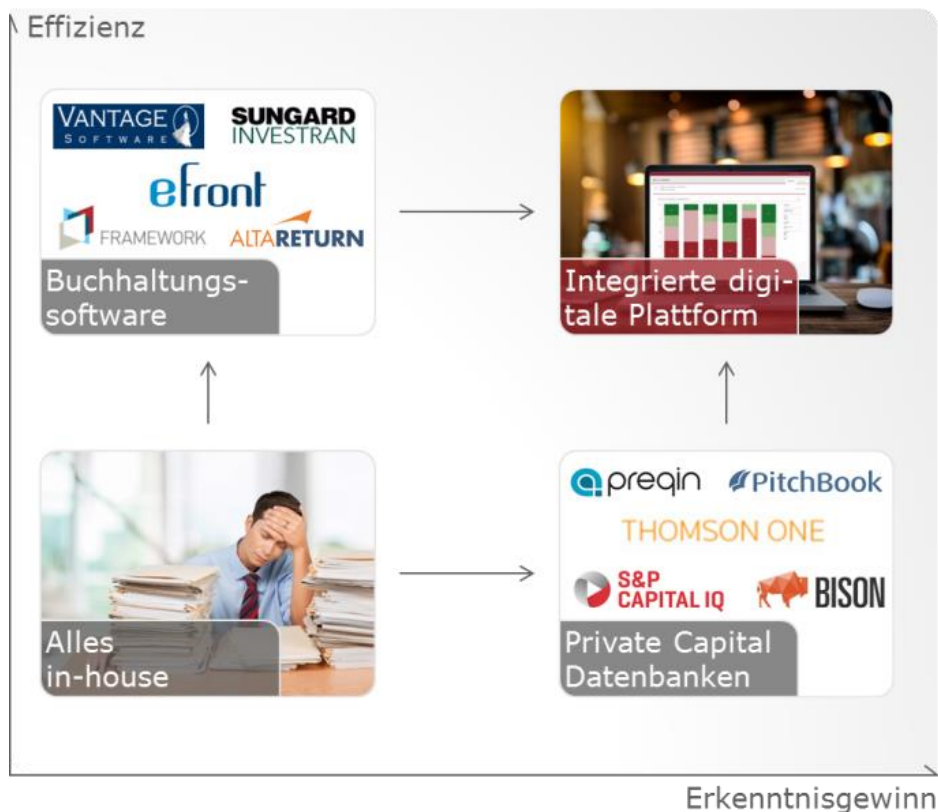 Effizienz
VANTAGE
SOFTWARE
SUNGARD
INVESTRAN
efront
FRAMEWORK
ALTARETURN
Buchhaltungs-
software
Integrierte digi-
tale Plattform
Alles
in-house
preqin
PitchBook
THOMSON ONE
S&P
CAPITAL IQ
BISON
Private Capital
Datenbanken
Erkenntnisgewinn